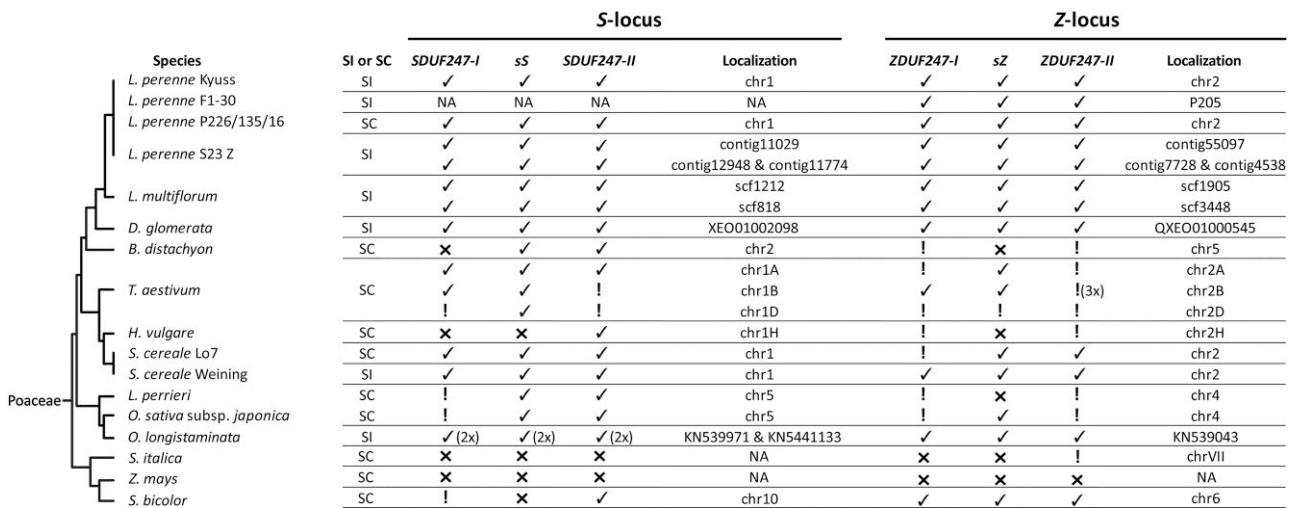 S-locus Z-locus
Species SI or SC SDUF247-I sS SDUF247-II Localization ZDUF247-I sZ ZDUF247-II Localization
L. perenne Kyuss SI ✓ ✓ ✓ chr1 ✓ ✓ ✓ chr2
L. perenne F1-30 SI NA NA NA NA ✓ ✓ ✓ P205
L. perenne P226/135/16 SC ✓ ✓ ✓ chr1 ✓ ✓ ✓ chr2
✓ ✓ ✓ contig11029 ✓ ✓ ✓ contig55097
L. perenne S23 Z SI
✓ ✓ ✓ contig12948 & contig11774 ✓ ✓ ✓ contig7728 & contig4538
✓ ✓ ✓ scf1212 ✓ ✓ ✓ scf1905
L. multiflorum SI
✓ ✓ ✓ scf818 ✓ ✓ ✓ scf3448
D. glomerata SI ✓ ✓ ✓ XEO01002098 ✓ ✓ ✓ QXEO01000545
B. distachyon SC × ✓ ✓ chr2 ! × ! chr5
✓ ✓ ✓ chr1A ! ✓ ! chr2A
T. aestivum SC ✓ ✓ ! chr1B ✓ ✓ !(3x) chr2B
! ✓ ! chr1D ! ! ! chr2D
H. vulgare SC × × ✓ chr1H ! × ! chr2H
S. cereale Lo7 SC ✓ ✓ ✓ chr1 ! ✓ ✓ chr2
S. cereale Weining SI ✓ ✓ ✓ chr1 ✓ ✓ ✓ chr2
L. perrieri SC ! ✓ ✓ chr5 ! × ! chr4
Poaceae
O. sativa subsp. japonica SC ! ✓ ✓ chr5 ! ✓ ! chr4
O. longistaminata SI ✓(2x) ✓(2x) ✓(2x) KN539971 & KN5441133 ✓ ✓ ✓ KN539043
S. italica SC × × × NA × × ! chrVII
Z. mays SC × × × NA × × × NA
S. bicolor SC ! × ✓ chr10 ✓ ✓ ✓ chr6